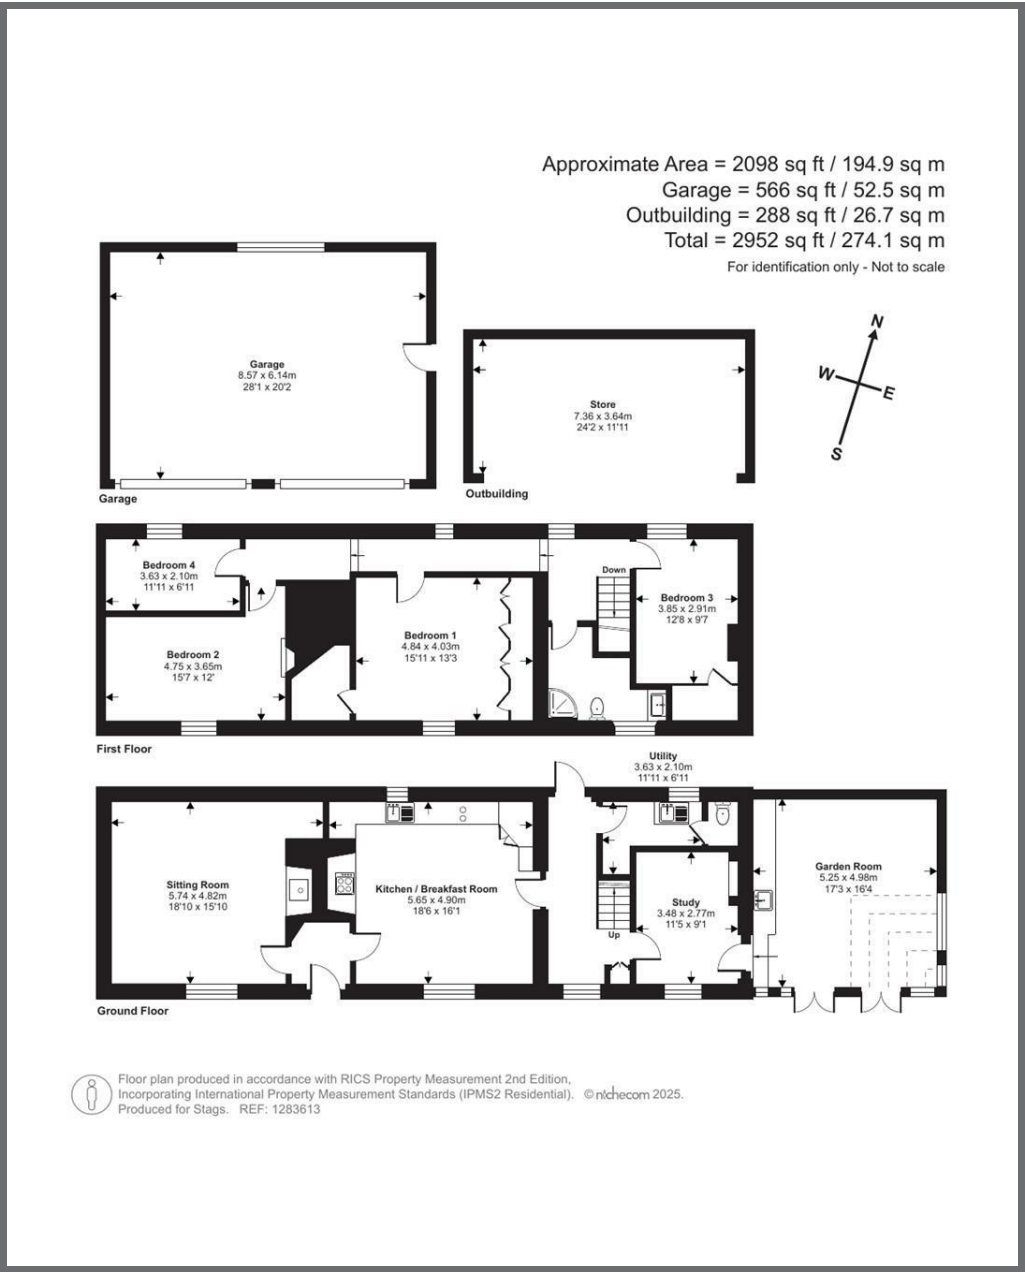 Approximate Area = 2098 sq ft / 194.9 sq m
Garage = 566 sq ft / 52.5 sq m
Outbuilding = 288 sq ft / 26.7 sq m
Total = 2952 sq ft / 274.1 sq m
For identification only - Not to scale
N
W
E
S
Garage
8.57 x 6.14m
28'1 x 20'2
Garage
Store
7.36 x 3.64m
24'2 x 11'11
Outbuilding
Bedroom 4
3.63 x 2.10m
11'11 x 6'11
Bedroom 2
4.75 x 3.65m
15'7 x 12'
Bedroom 1
4.84 x 4.03m
15'11 x 13'3
Down
Bedroom 3
3.85 x 2.91m
12'8 x 9'7
First Floor
Utility
3.63 x 2.10m
11'11 x 6'11
Sitting Room
5.74 x 4.82m
18'10 x 15'10
Kitchen / Breakfast Room
5.65 x 4.90m
18'6 x 16'1
Up
Study
3.48 x 2.77m
11'5 x 9'1
Garden Room
5.25 x 4.98m
17'3 x 16'4
Ground Floor
Floor plan produced in accordance with RICS Property Measurement 2nd Edition,
Incorporating International Property Measurement Standards (IPMS2 Residential). © nichecom 2025.
Produced for Stags. REF: 1283613